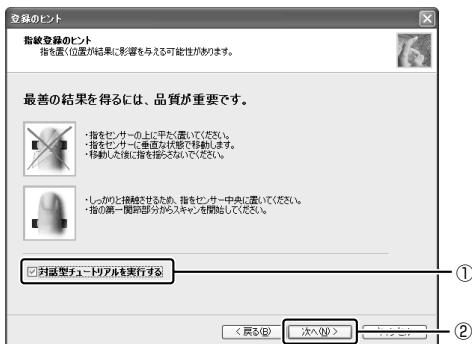 登録のヒント
指紋登録のヒント
指を置く位置が結果に影響を与える可能性があります。
最善の結果を得るには、品質が重要です。
・指をセンサーの上に平たく置いてください。
・指をセンサーに垂直な状態で移動します。
・移動した後に指を揺らさないでください。
・しっかりと接触させるため、指をセンサー中央に置いてください。
・指の第一関節部分からスキャンを開始してください。
対話型チュートリアルを実行する
①
< 戻る(B)
次へ(N) >
②